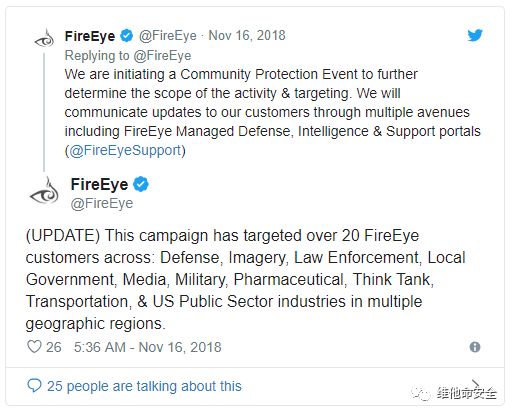 FireEye @FireEye · Nov 16, 2018
Replying to @FireEye
We are initiating a Community Protection Event to further
determine the scope of the activity & targeting. We will
communicate updates to our customers through multiple avenues
including FireEye Managed Defense, Intelligence & Support portals
(@FireEyeSupport)
FireEye
@FireEye
(UPDATE) This campaign has targeted over 20 FireEye
customers across: Defense, Imagery, Law Enforcement, Local
Government, Media, Military, Pharmaceutical, Think Tank,
Transportation, & US Public Sector industries in multiple
geographic regions.
26 5:36 AM - Nov 16, 2018
25 people are talking about this
维他命安全